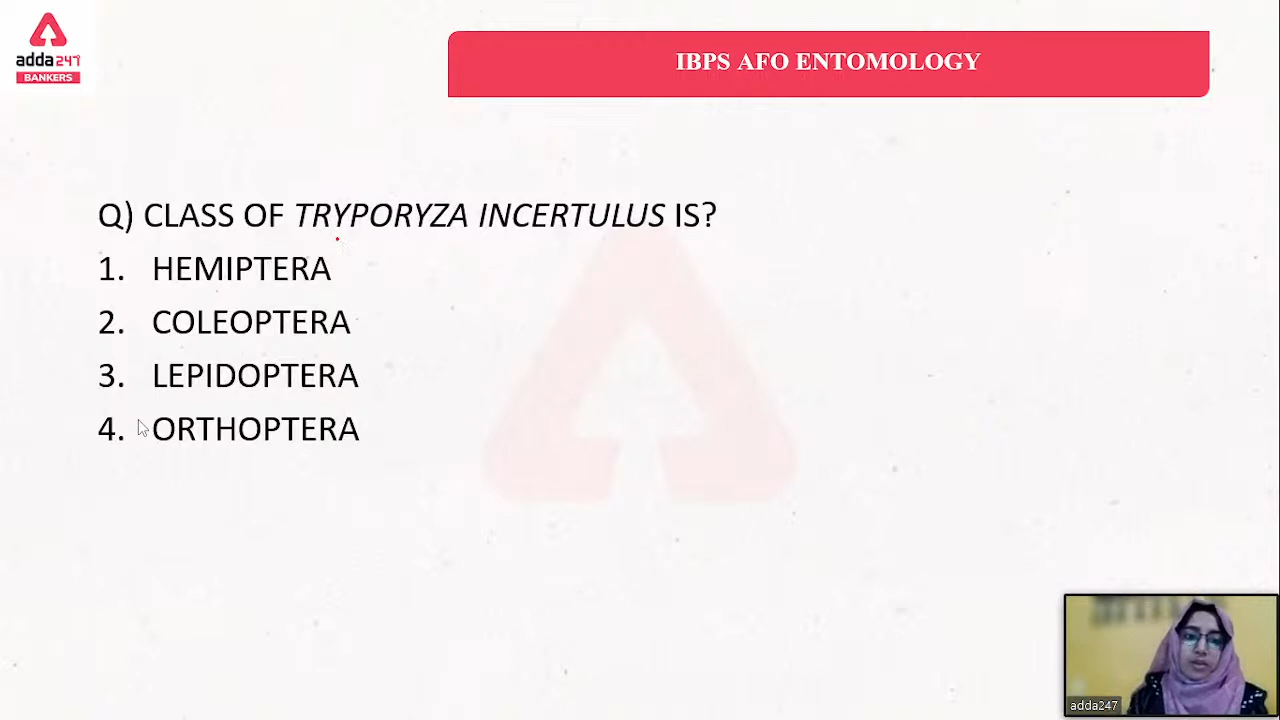 adda247
BANKERS
IBPS AFO ENTOMOLOGY
Q) CLASS OF TRYPORYZA INCERTULUS IS?
1. HEMIPTERA
2. COLEOPTERA
3. LEPIDOPTERA
4. ORTHOPTERA
adda247